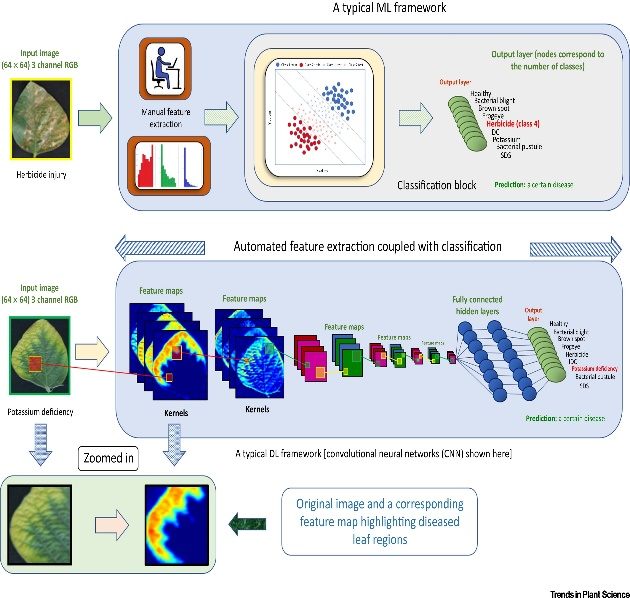 A typical ML framework
Input image
(64 × 64) 3 channel RGB
Herbicide injury
Manual feature
extraction
Classification block
Output layer (nodes correspond to
the number of classes)
Output layer
Healthy
Bacterial blight
Brown spot
Frogeye
Herbicide (class 4)
IDC
Potassium
Bacterial pustule
SDS
Prediction: a certain disease
Automated feature extraction coupled with classification
Input image
(64 × 64) 3 channel RGB
Potassium deficiency
Feature maps
Kernels
Feature maps
Kernels
Feature maps
Feature maps
Feature maps
Fully connected
hidden layers
Output
layer
Healthy
Bacterial blight
Brown spot
Frogeye
Herbicide
IDC
Potassium deficiency
Bacterial pustule
SDS
Prediction: a certain disease
A typical DL framework [convolutional neural networks (CNN) shown here]
Zoomed in
Original image and a corresponding
feature map highlighting diseased
leaf regions
Trends in Plant Science